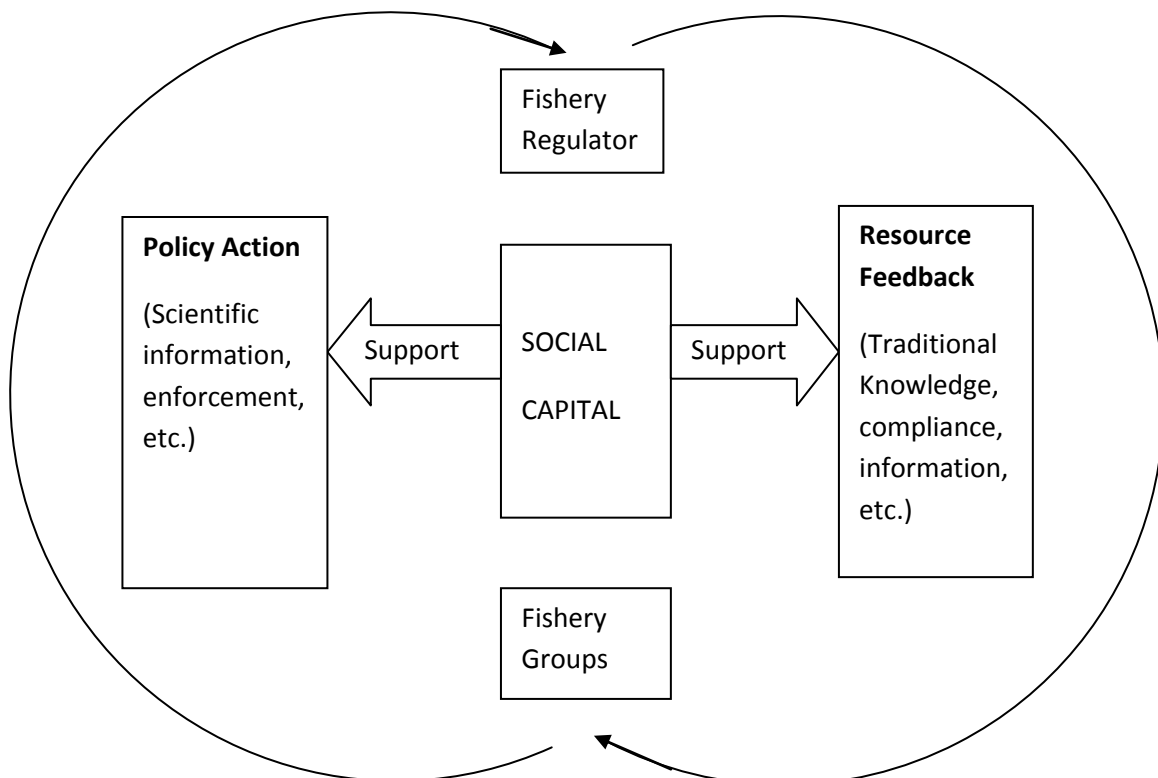 Fishery
Regulator
Policy Action
(Scientific
information,
enforcement,
etc.)
Support
SOCIAL
CAPITAL
Support
Resource
Feedback
(Traditional
Knowledge,
compliance,
information,
etc.)
Fishery
Groups